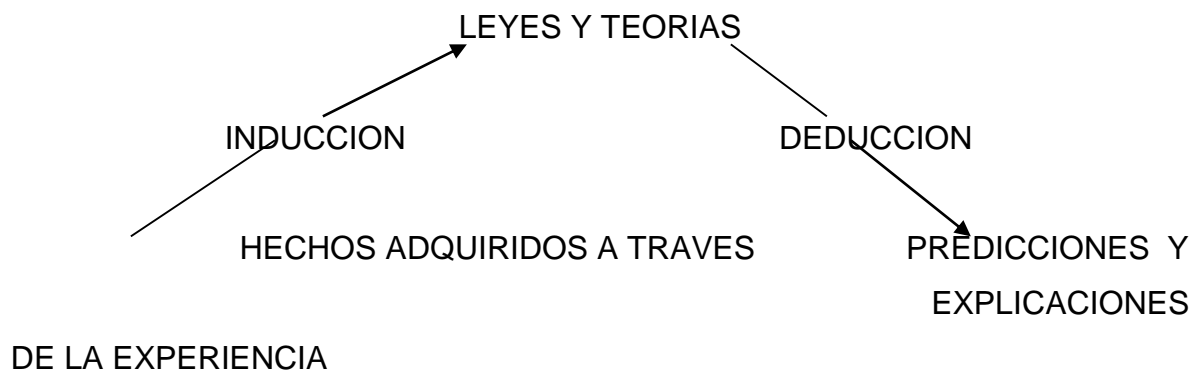 LEYES Y TEORIAS
INDUCCION
DEDUCCION
HECHOS ADQUIRIDOS A TRAVES
PREDICCIONES Y
EXPLICACIONES
DE LA EXPERIENCIA